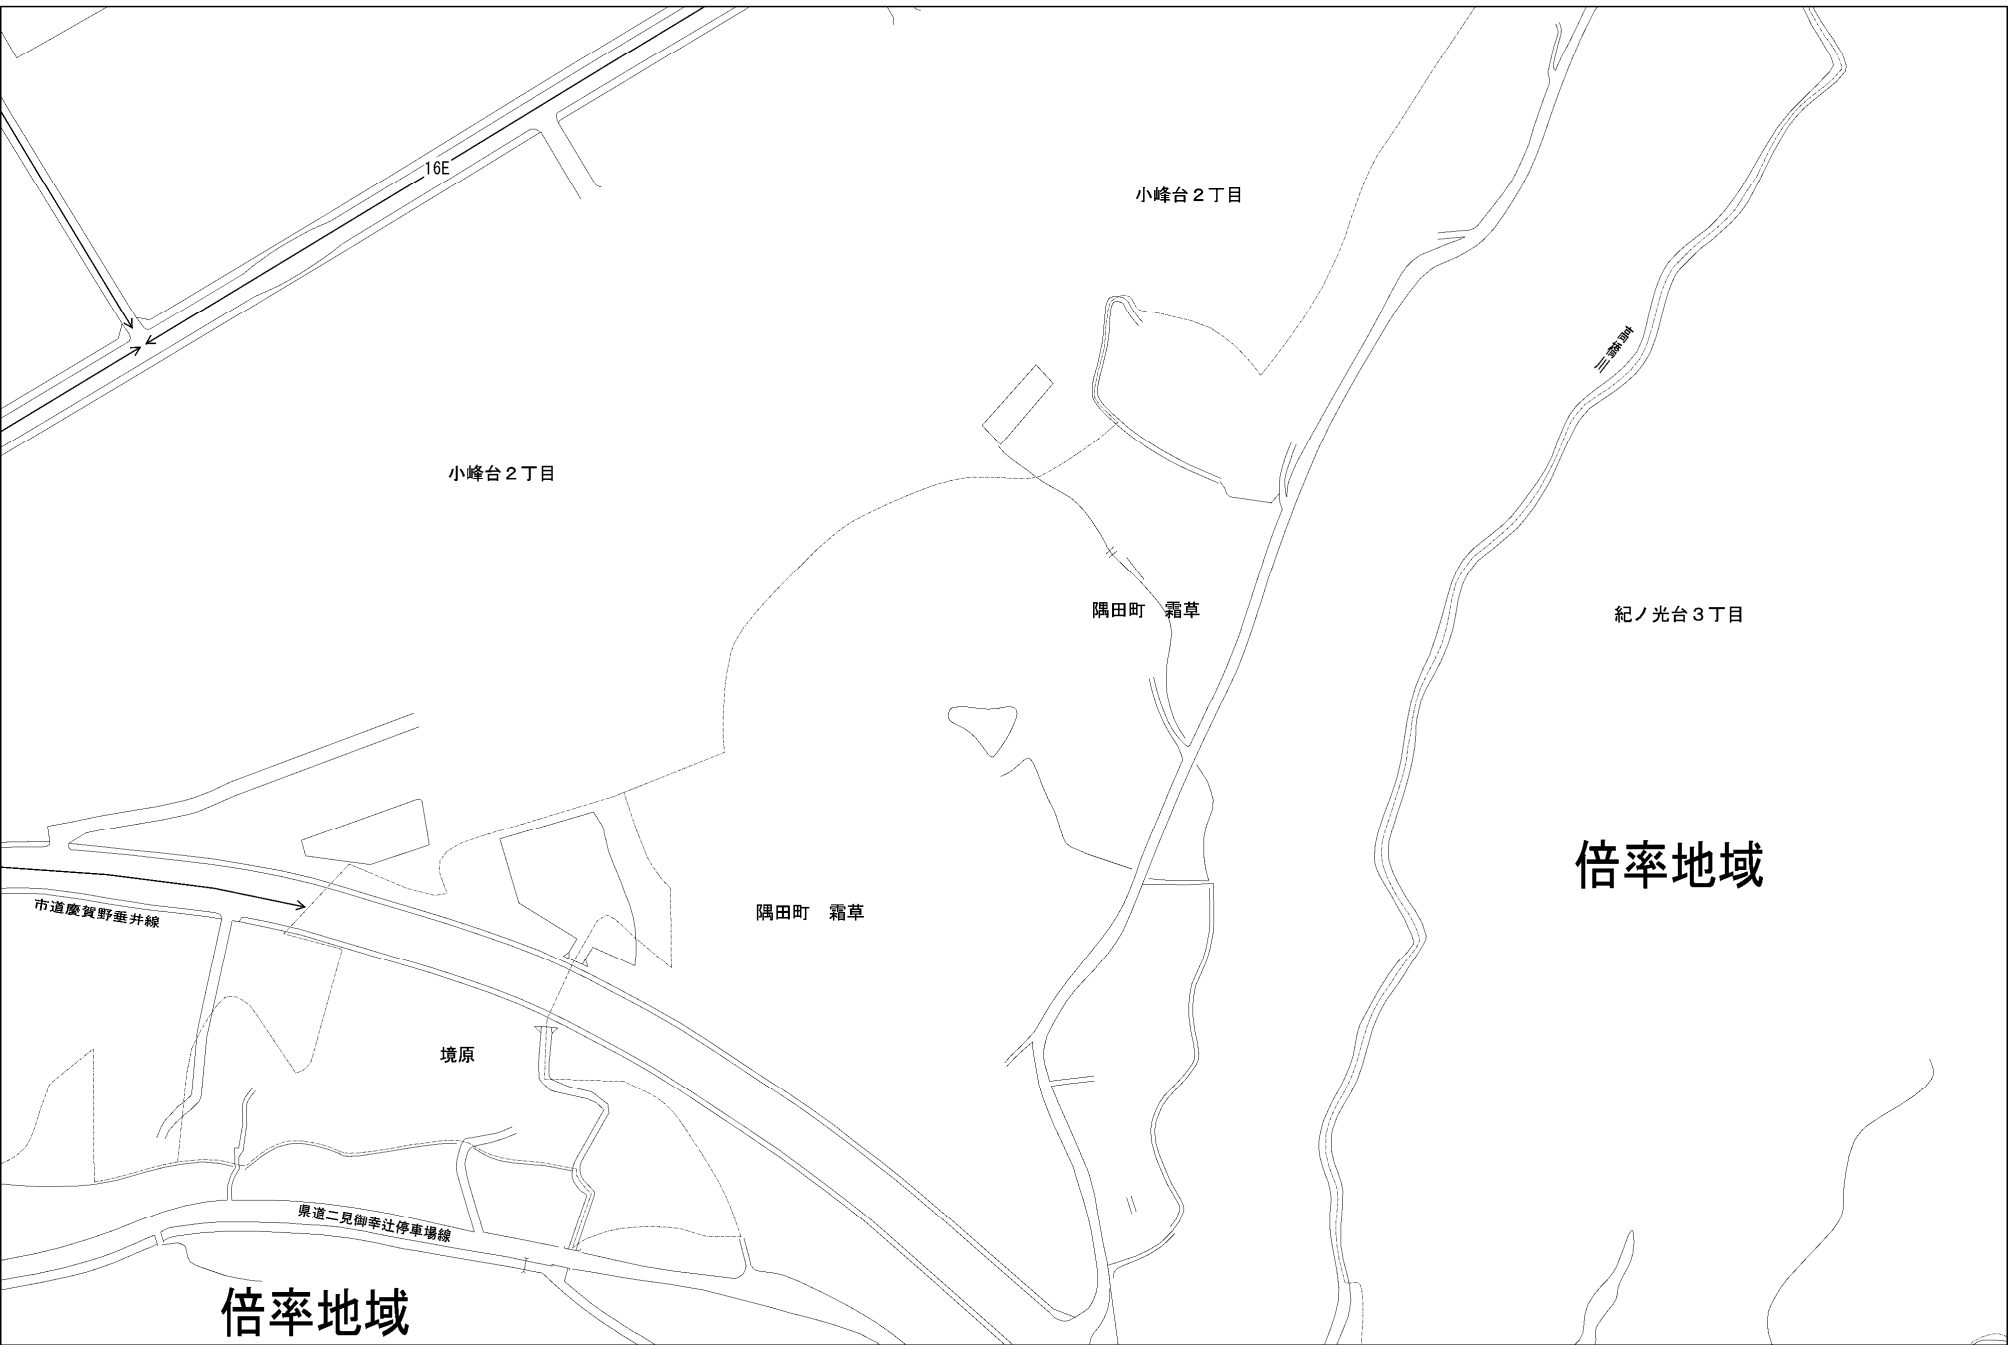 16E
小峰台２丁目
高橋川
小峰台２丁目
隅田町　霜草
紀ノ光台３丁目
倍率地域
市道慶賀野垂井線
隅田町　霜草
境原
県道二見御幸辻停車場線
倍率地域